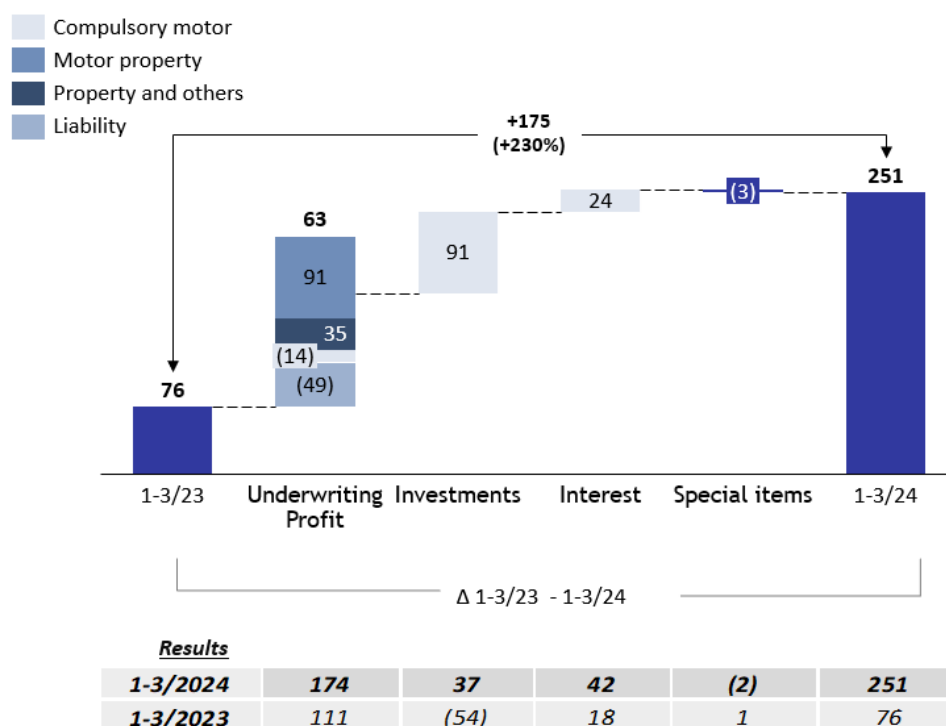 Compulsory motor
Motor property
Property and others
Liability
+175
(+230%)
251
(3)
24
63
91
91
35
(14)
76
(49)
1-3/23 Underwriting Profit Investments Interest Special items 1-3/24
Δ 1-3/23 - 1-3/24
Results
1-3/2024 174 37 42 (2) 251
1-3/2023 111 (54) 18 1 76